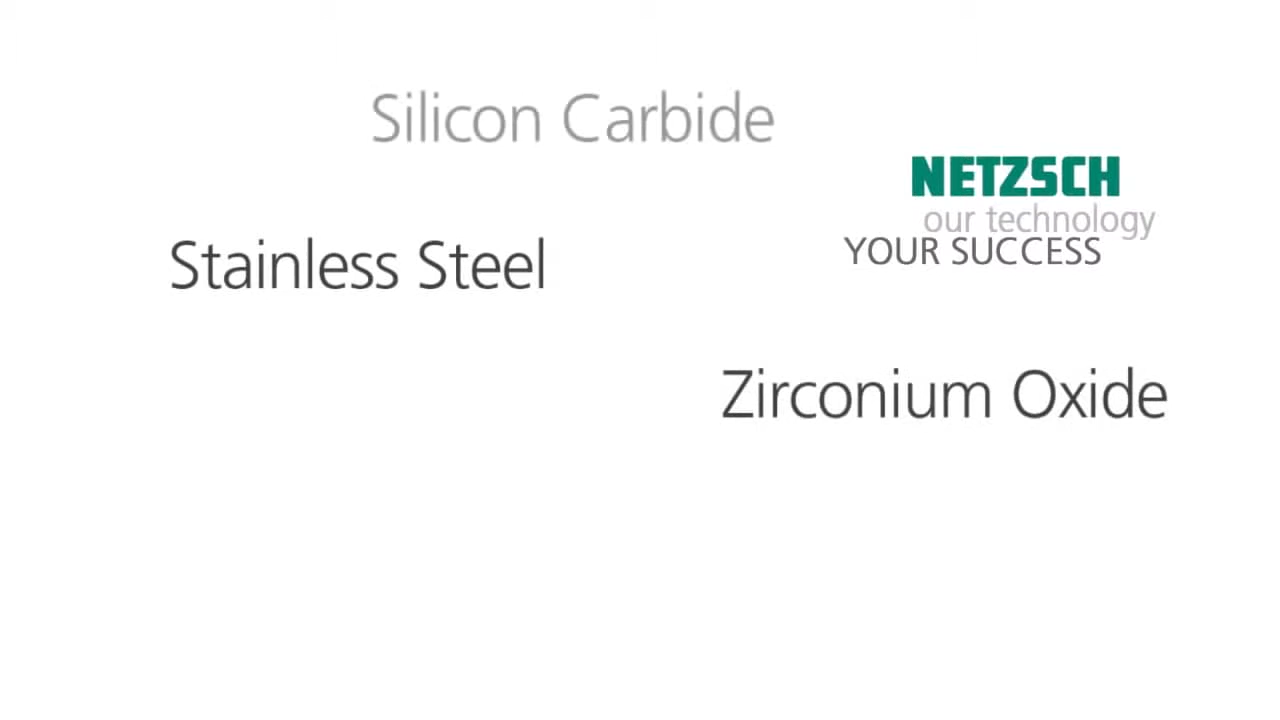 Silicon Carbide
NETZSCH
our technology
YOUR SUCCESS
Stainless Steel
Zirconium Oxide